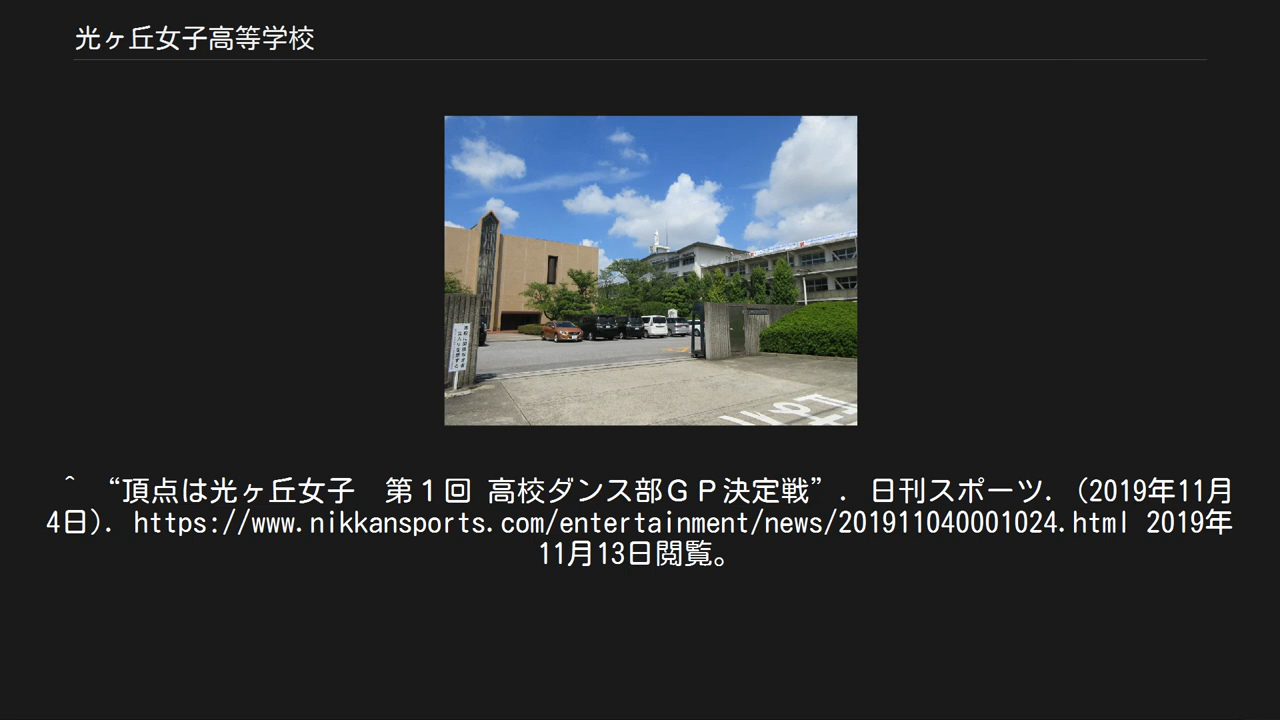 光ヶ丘女子高等学校
^ “頂点は光ヶ丘女子　第１回 高校ダンス部ＧＰ決定戦”. 日刊スポーツ. (2019年11月
4日). https://www.nikkansports.com/entertainment/news/201911040001024.html 2019年
11月13日閲覧。